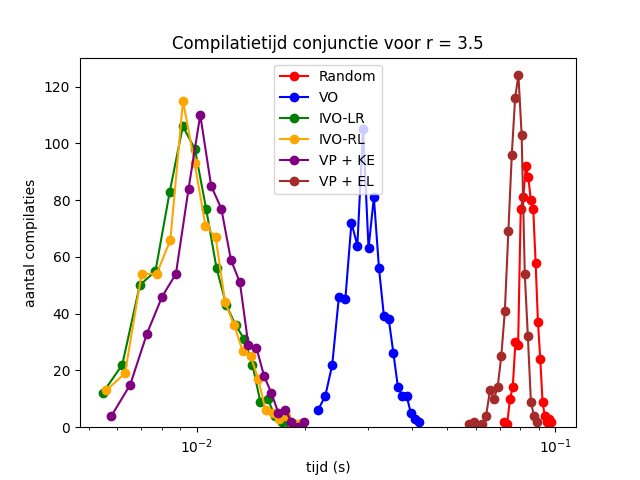 Compilatietijd conjunctie voor r = 3.5
Random
VO
IVO-LR
IVO-RL
VP + KE
VP + EL
120
100
80
60
40
20
0
aantal compilaties
10⁻²
10⁻¹
tijd (s)